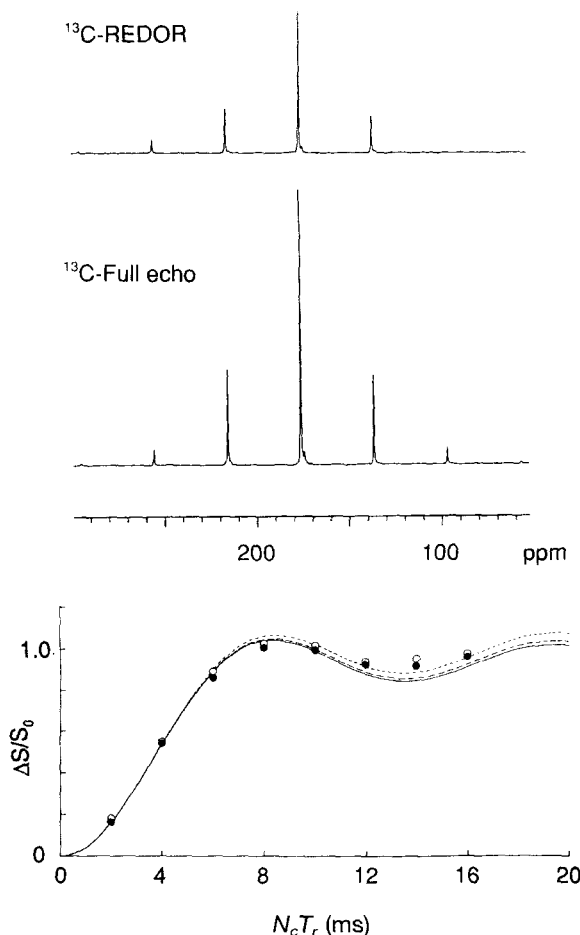 ¹³C-REDOR
¹³C-Full echo
200 100 ppm
1.0
ΔS/S₀
0
0 4 8 12 16 20
N_cT_r (ms)